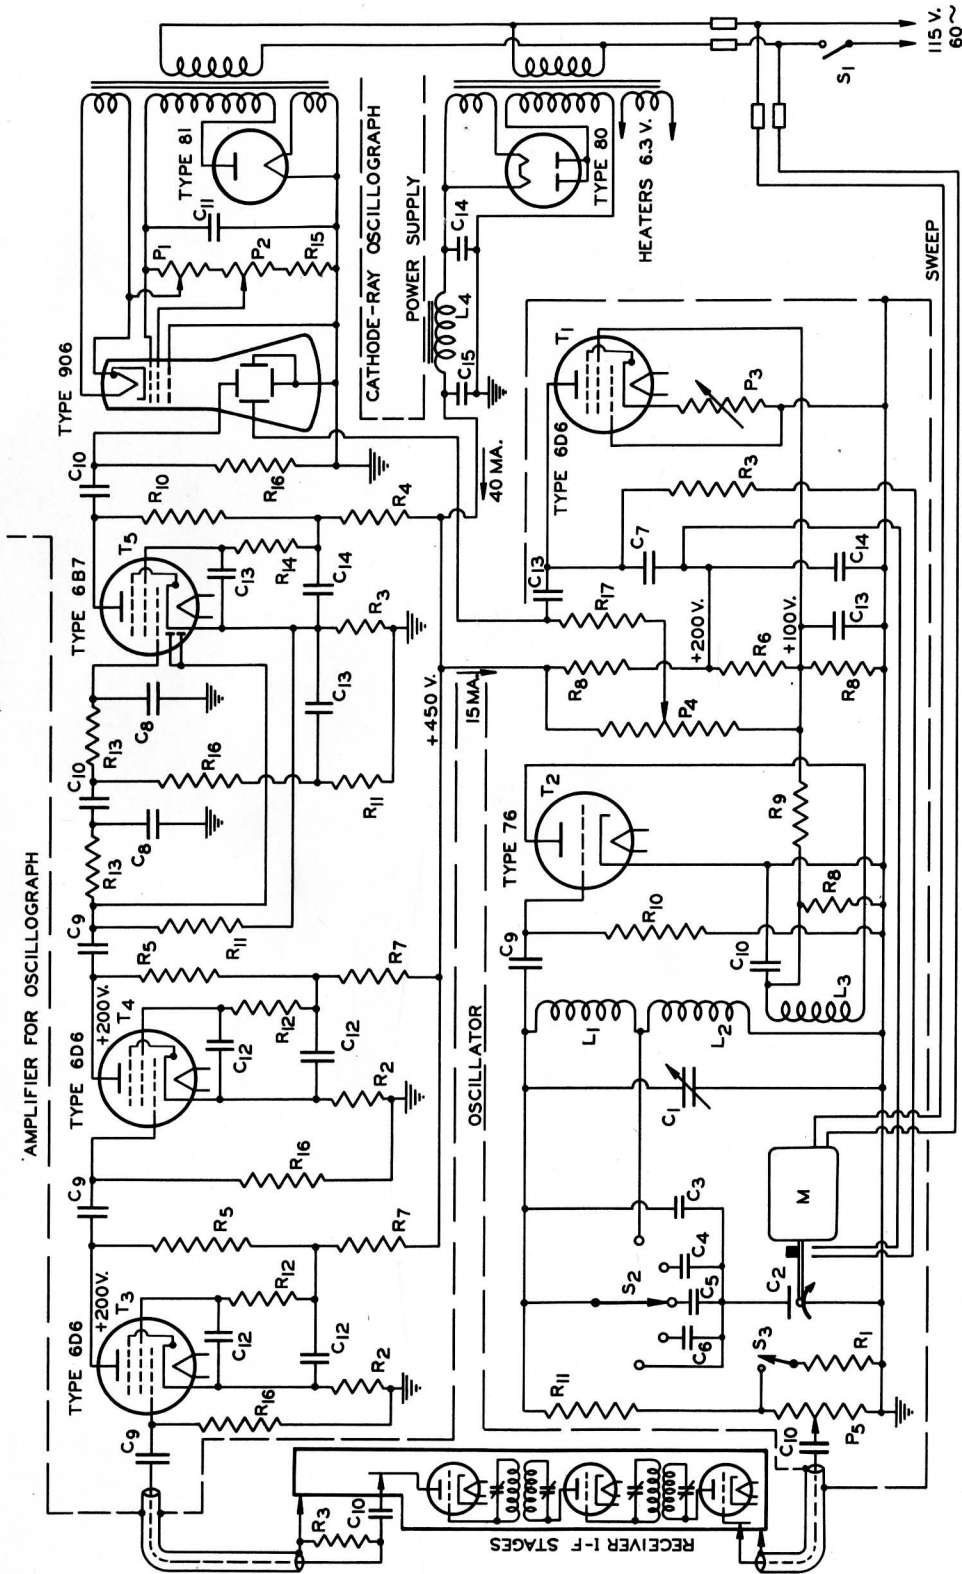 AMPLIFIER FOR OSCILLOGRAPH
TYPE 906
TYPE 81
C11
P1
P2
R15
CATHODE-RAY OSCILLOGRAPH
POWER SUPPLY
TYPE 80
HEATERS 6.3 V.
C14
L4
C15
40 MA.
S1
115 V.
60~
SWEEP
C10
R10
R16
R4
TYPE 6B7
T5
C13
R14
C14
R3
C13
C8
R13
C10
R16
R11
C8
R13
C9
R5
R11
R7
+200V.
T4
TYPE 6D6
C12
R12
C12
R2
C9
R16
R5
R7
+200V.
T3
TYPE 6D6
C12
R12
C12
R2
C9
R16
+450 V.
15 MA.
OSCILLATOR
TYPE 6D6
T1
P3
R3
C7
C13
R17
C14
C13
+200V.
R6
+100V.
R8
R8
P4
TYPE 76
T2
R9
R8
R10
C9
C10
L3
L1
L2
C1
C3
C4
C5
C6
S2
M
C2
S3
R1
R11
P5
C10
R3
C10
RECEIVER I-F STAGES